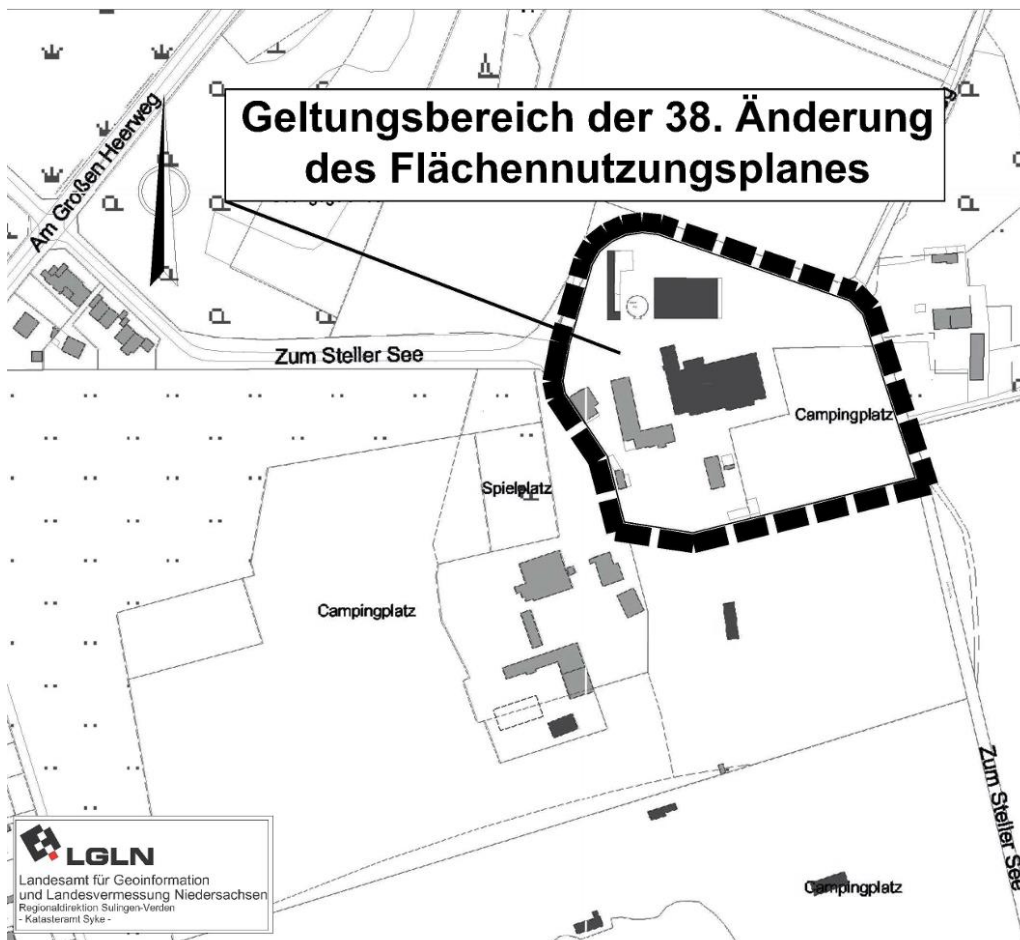 Geltungsbereich der 38. Änderung
des Flächennutzungsplanes
Am Großen Heerweg
Zum Steller See
Campingplatz
Spielplatz
Campingplatz
Zum Steller See
Campingplatz
LGLN
Landesamt für Geoinformation
und Landesvermessung Niedersachsen
Regionaldirektion Sulingen-Verden
- Katasteramt Syke -